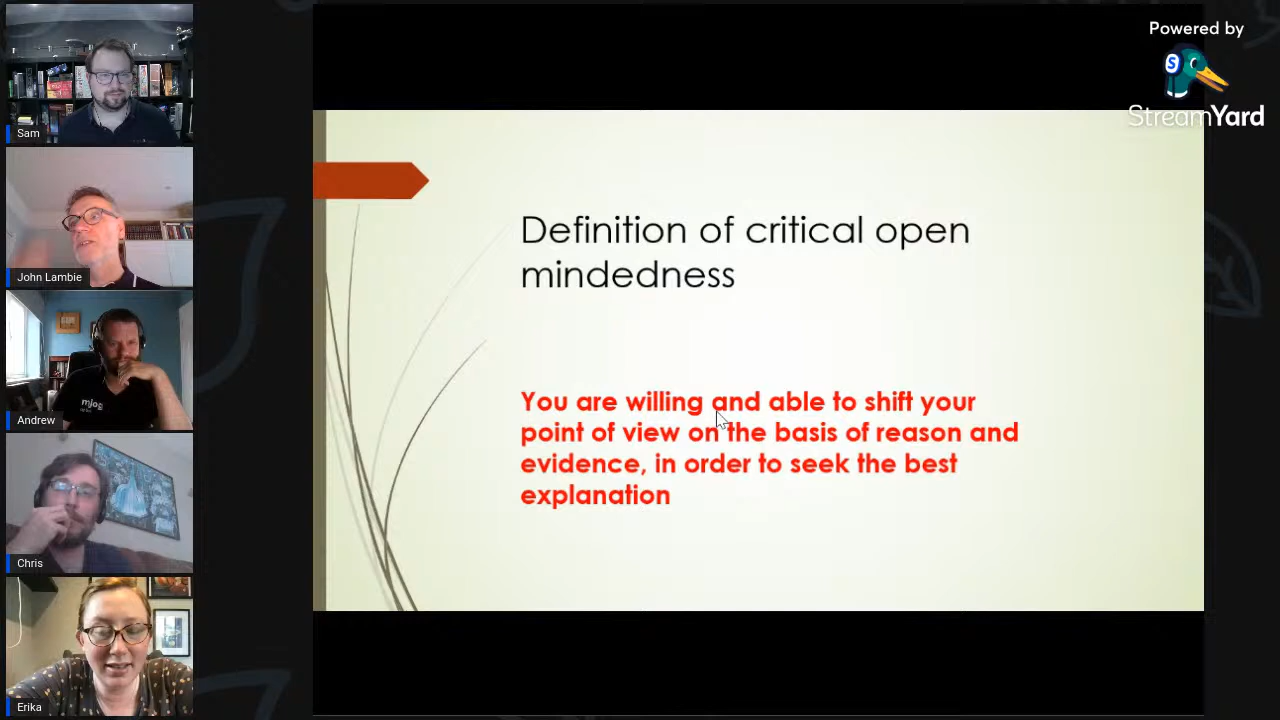 Sam
John Lambie
mjog
Andrew
Chris
Erika
Definition of critical open
mindedness
You are willing and able to shift your
point of view on the basis of reason and
evidence, in order to seek the best
explanation
Powered by
S
StreamYard